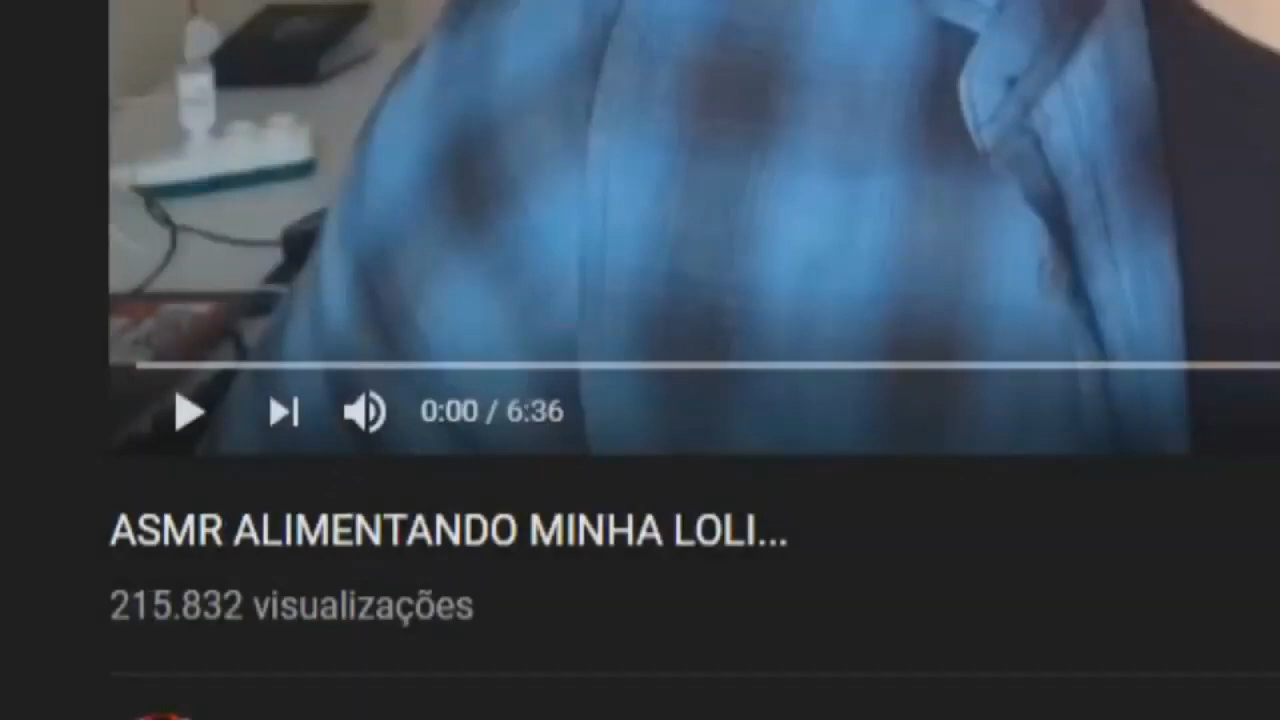 0:00 / 6:36
ASMR ALIMENTANDO MINHA LOLI...
215.832 visualizações